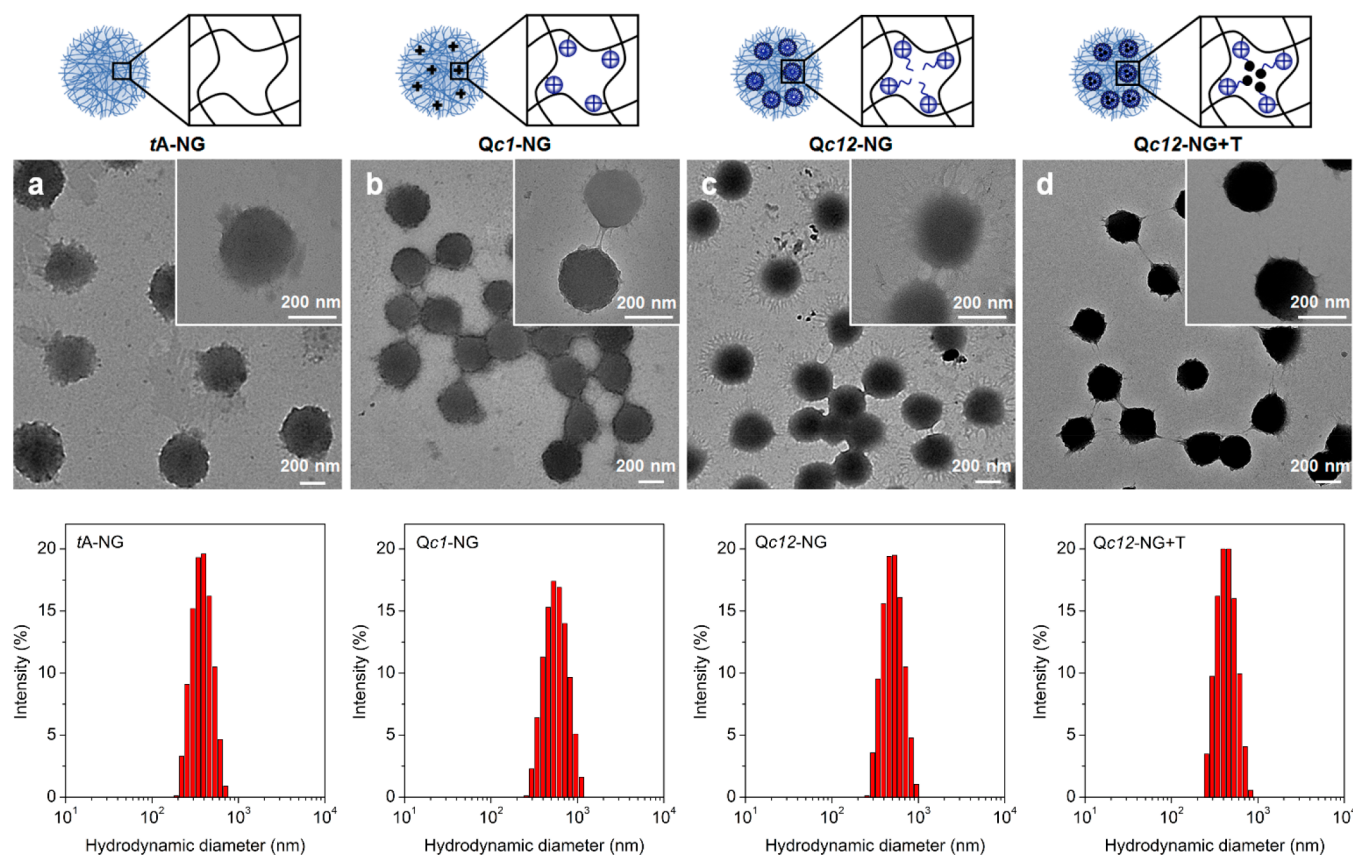 tA-NG
Qc1-NG
Qc12-NG
Qc12-NG+T
a
200 nm
200 nm
b
200 nm
200 nm
c
200 nm
200 nm
d
200 nm
200 nm
tA-NG
Intensity (%)
20
15
10
5
0
10¹
10²
10³
10⁴
Hydrodynamic diameter (nm)
Qc1-NG
Intensity (%)
20
15
10
5
0
10¹
10²
10³
10⁴
Hydrodynamic diameter (nm)
Qc12-NG
Intensity (%)
20
15
10
5
0
10¹
10²
10³
10⁴
Hydrodynamic diameter (nm)
Qc12-NG+T
Intensity (%)
20
15
10
5
0
10¹
10²
10³
10⁴
Hydrodynamic diameter (nm)